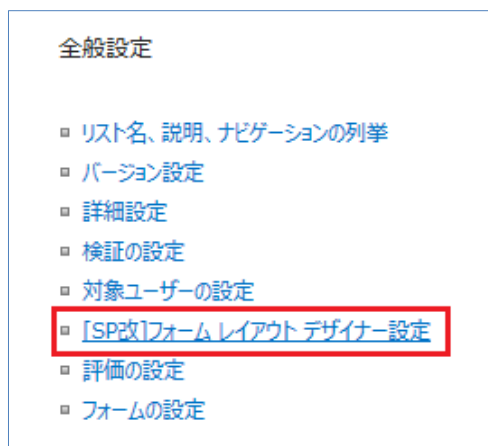 全般設定
リスト名、説明、ナビゲーションの列挙
バージョン設定
詳細設定
検証の設定
対象ユーザーの設定
[SP改]フォーム レイアウト デザイナー設定
評価の設定
フォームの設定